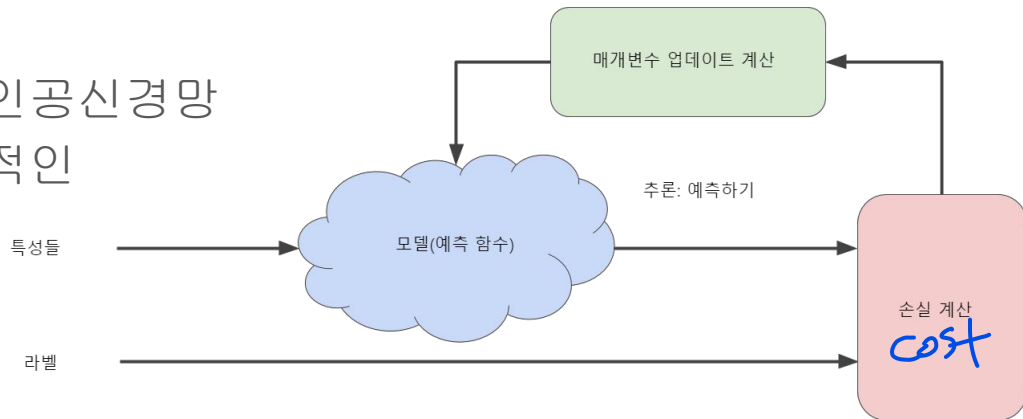 인공신경망
적인
매개변수 업데이트 계산
추론: 예측하기
특성들
모델(예측 함수)
손실 계산
cost
라벨